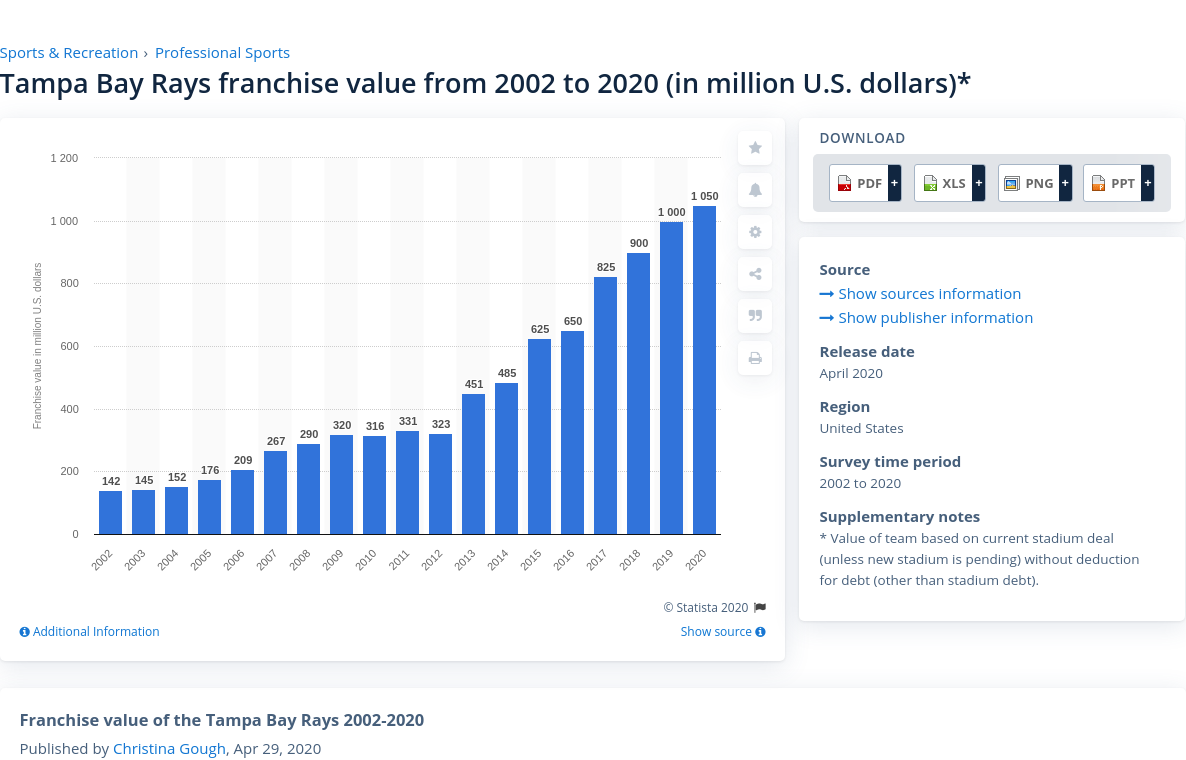 Sports & Recreation › Professional Sports
Tampa Bay Rays franchise value from 2002 to 2020 (in million U.S. dollars)*
Franchise value in million U.S. dollars
1 200
1 000
800
600
400
200
0
142 145 152 176 209 267 290 320 316 331 323 451 485 625 650 825 900 1 000 1 050
2002 2003 2004 2005 2006 2007 2008 2009 2010 2011 2012 2013 2014 2015 2016 2017 2018 2019 2020
© Statista 2020
Additional Information
Show source
DOWNLOAD
PDF + XLS + PNG + PPT +
Source
Show sources information
Show publisher information
Release date
April 2020
Region
United States
Survey time period
2002 to 2020
Supplementary notes
* Value of team based on current stadium deal
(unless new stadium is pending) without deduction
for debt (other than stadium debt).
Franchise value of the Tampa Bay Rays 2002-2020
Published by Christina Gough, Apr 29, 2020